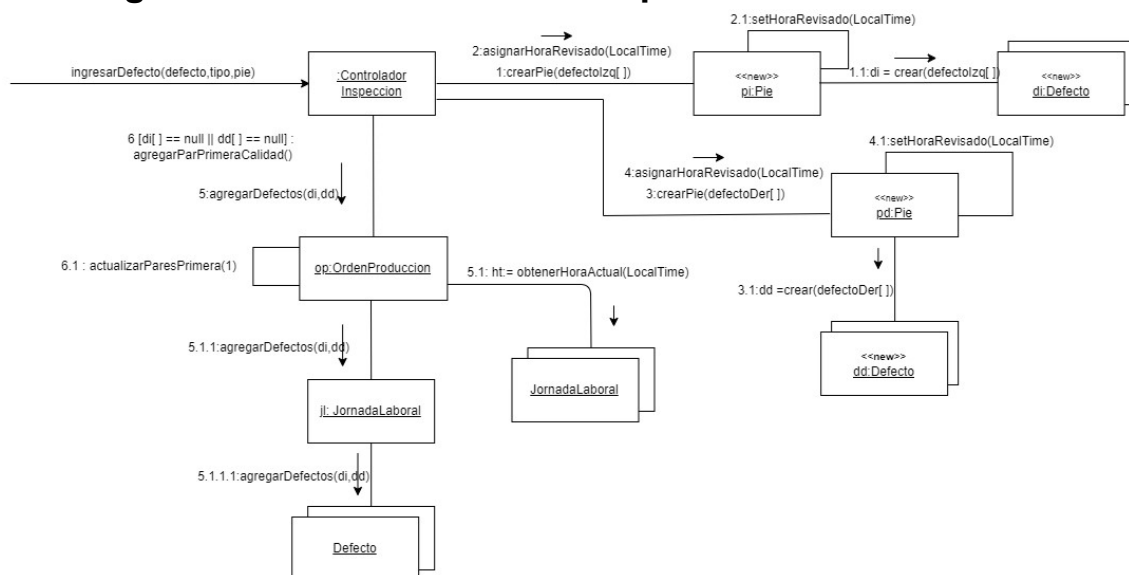 2.1:setHoraRevisado(LocalTime)
2:asignarHoraRevisado(LocalTime)
ingresarDefecto(defecto,tipo,pie)
:Controlador
Inspeccion
1:crearPie(defectoIzq[ ])
<<new>>
pi:Pie
1.1:di = crear(defectoIzq[ ])
<<new>>
di:Defecto
6 [di[ ] == null || dd[ ] == null] :
agregarParPrimeraCalidad()
4.1:setHoraRevisado(LocalTime)
4:asignarHoraRevisado(LocalTime)
5:agregarDefectos(di,dd)
3:crearPie(defectoDer[ ])
<<new>>
pd:Pie
6.1 : actualizarParesPrimera(1)
op:OrdenProduccion
5.1: ht:= obtenerHoraActual(LocalTime)
3.1:dd =crear(defectoDer[ ])
5.1.1:agregarDefectos(di,dd)
<<new>>
dd:Defecto
jl: JornadaLaboral
JornadaLaboral
5.1.1.1:agregarDefectos(di,dd)
Defecto